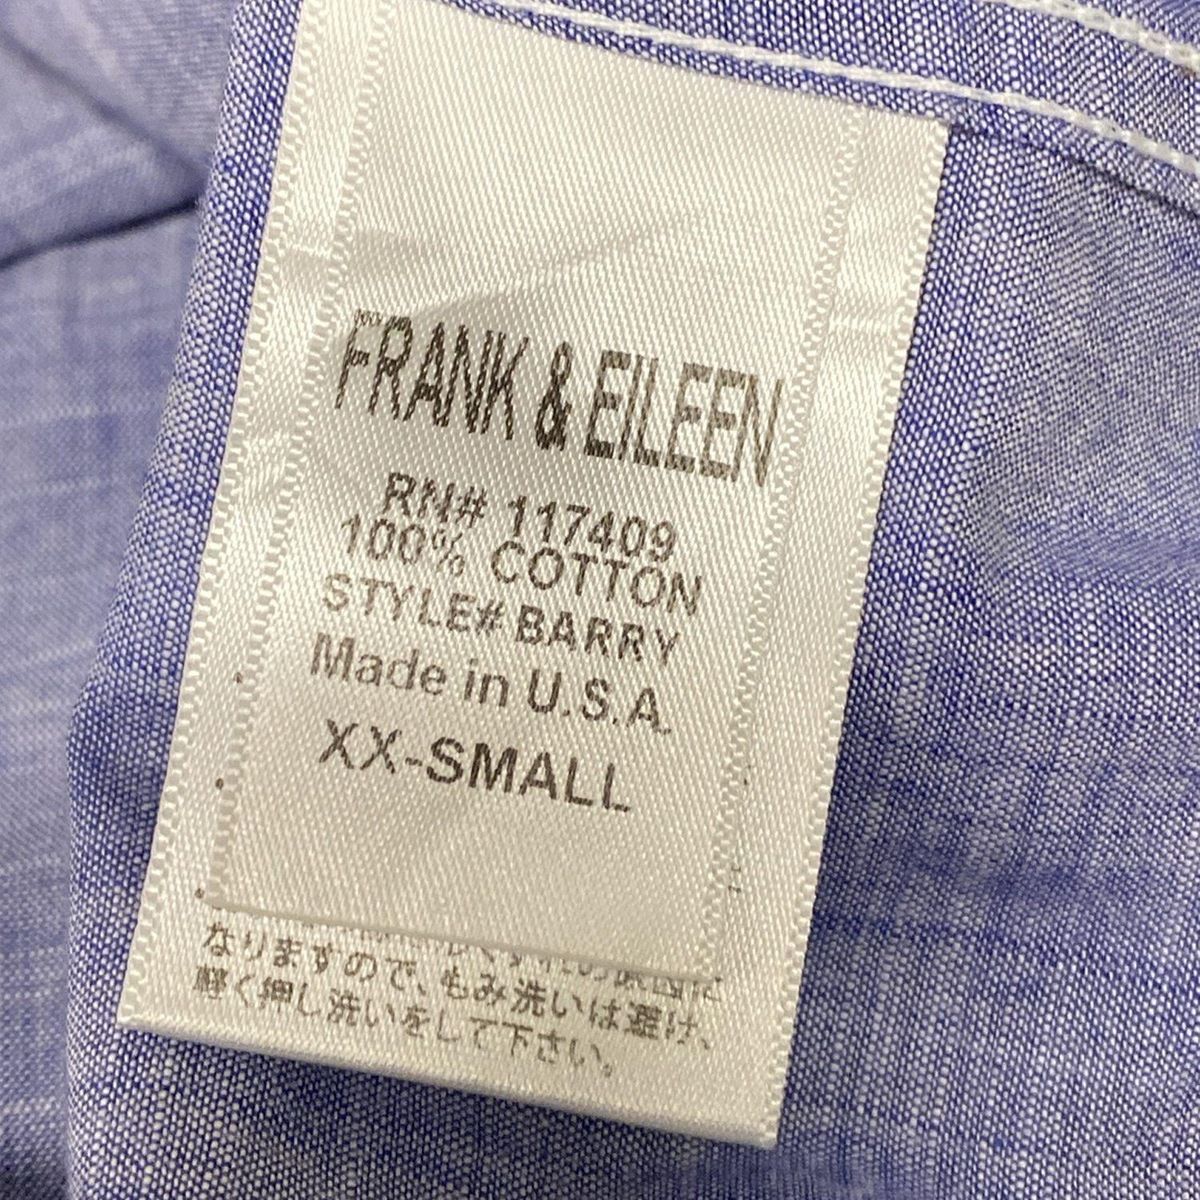 FRANK & EILEEN
RN# 117409
100% COTTON
STYLE# BARRY
Made in U.S.A.
XX-SMALL
なりますので、もみ洗いは避け、
軽く押し洗いをして下さい。